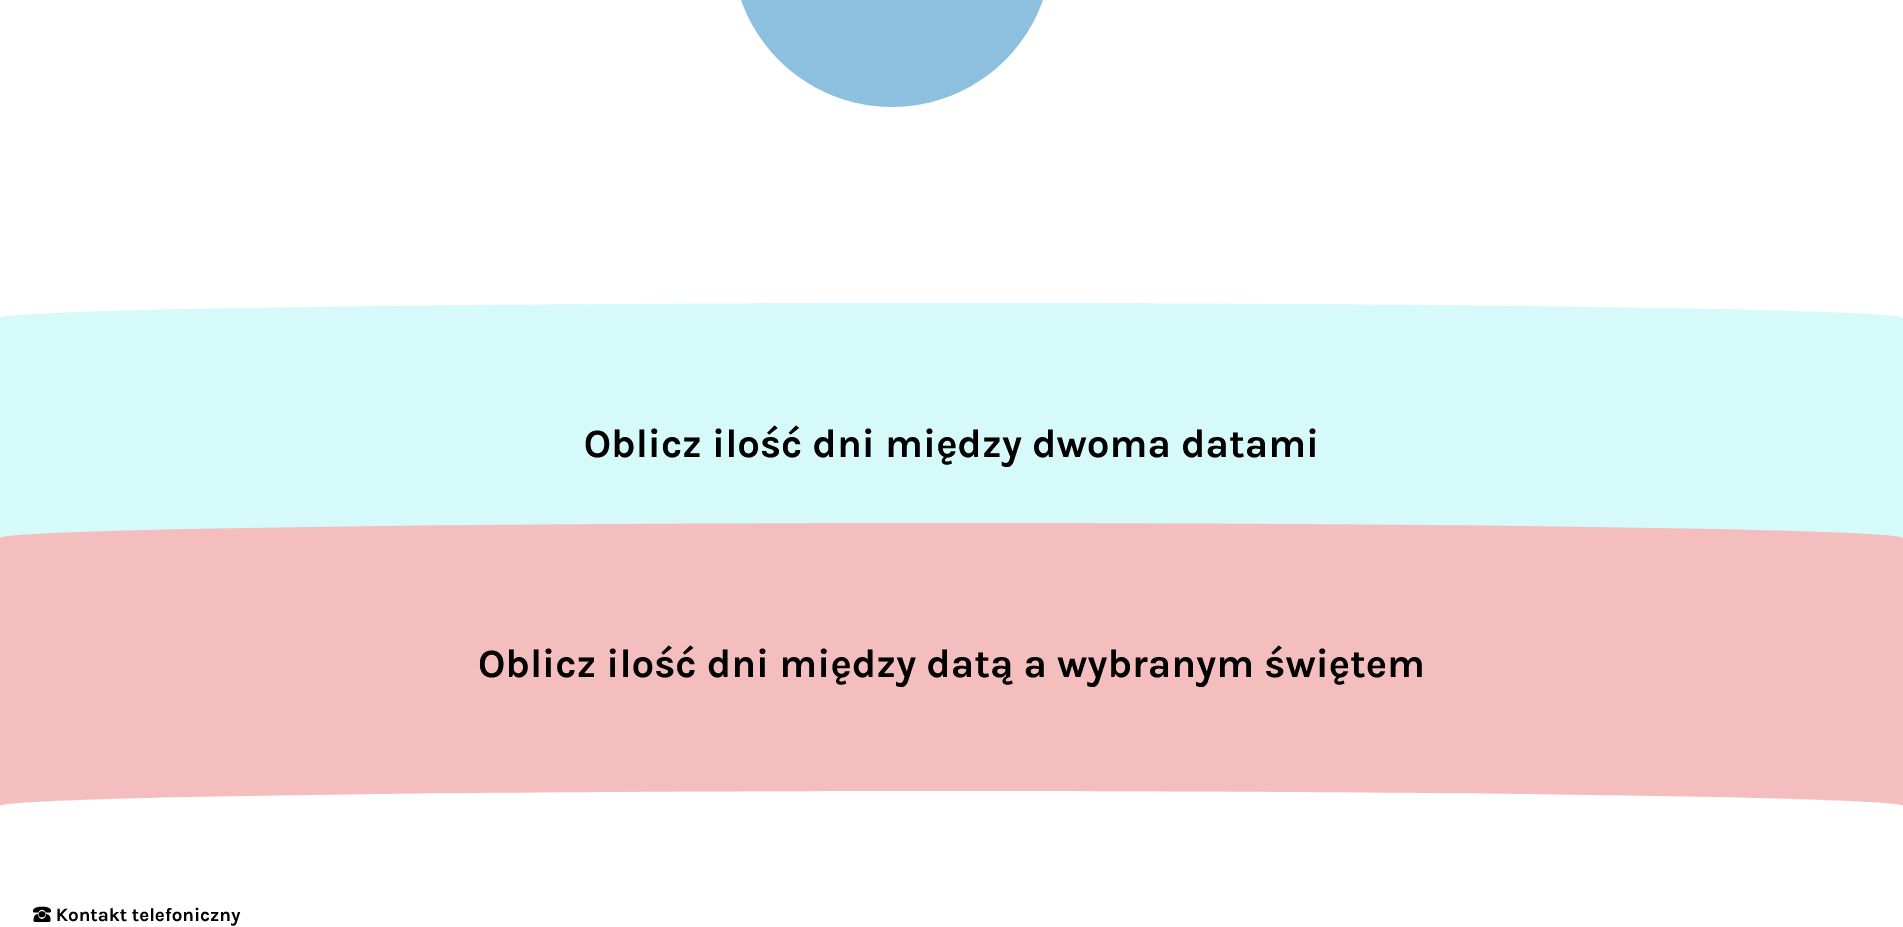 Oblicz ilość dni między dwoma datami
Oblicz ilość dni między datą a wybranym świętem
Kontakt telefoniczny